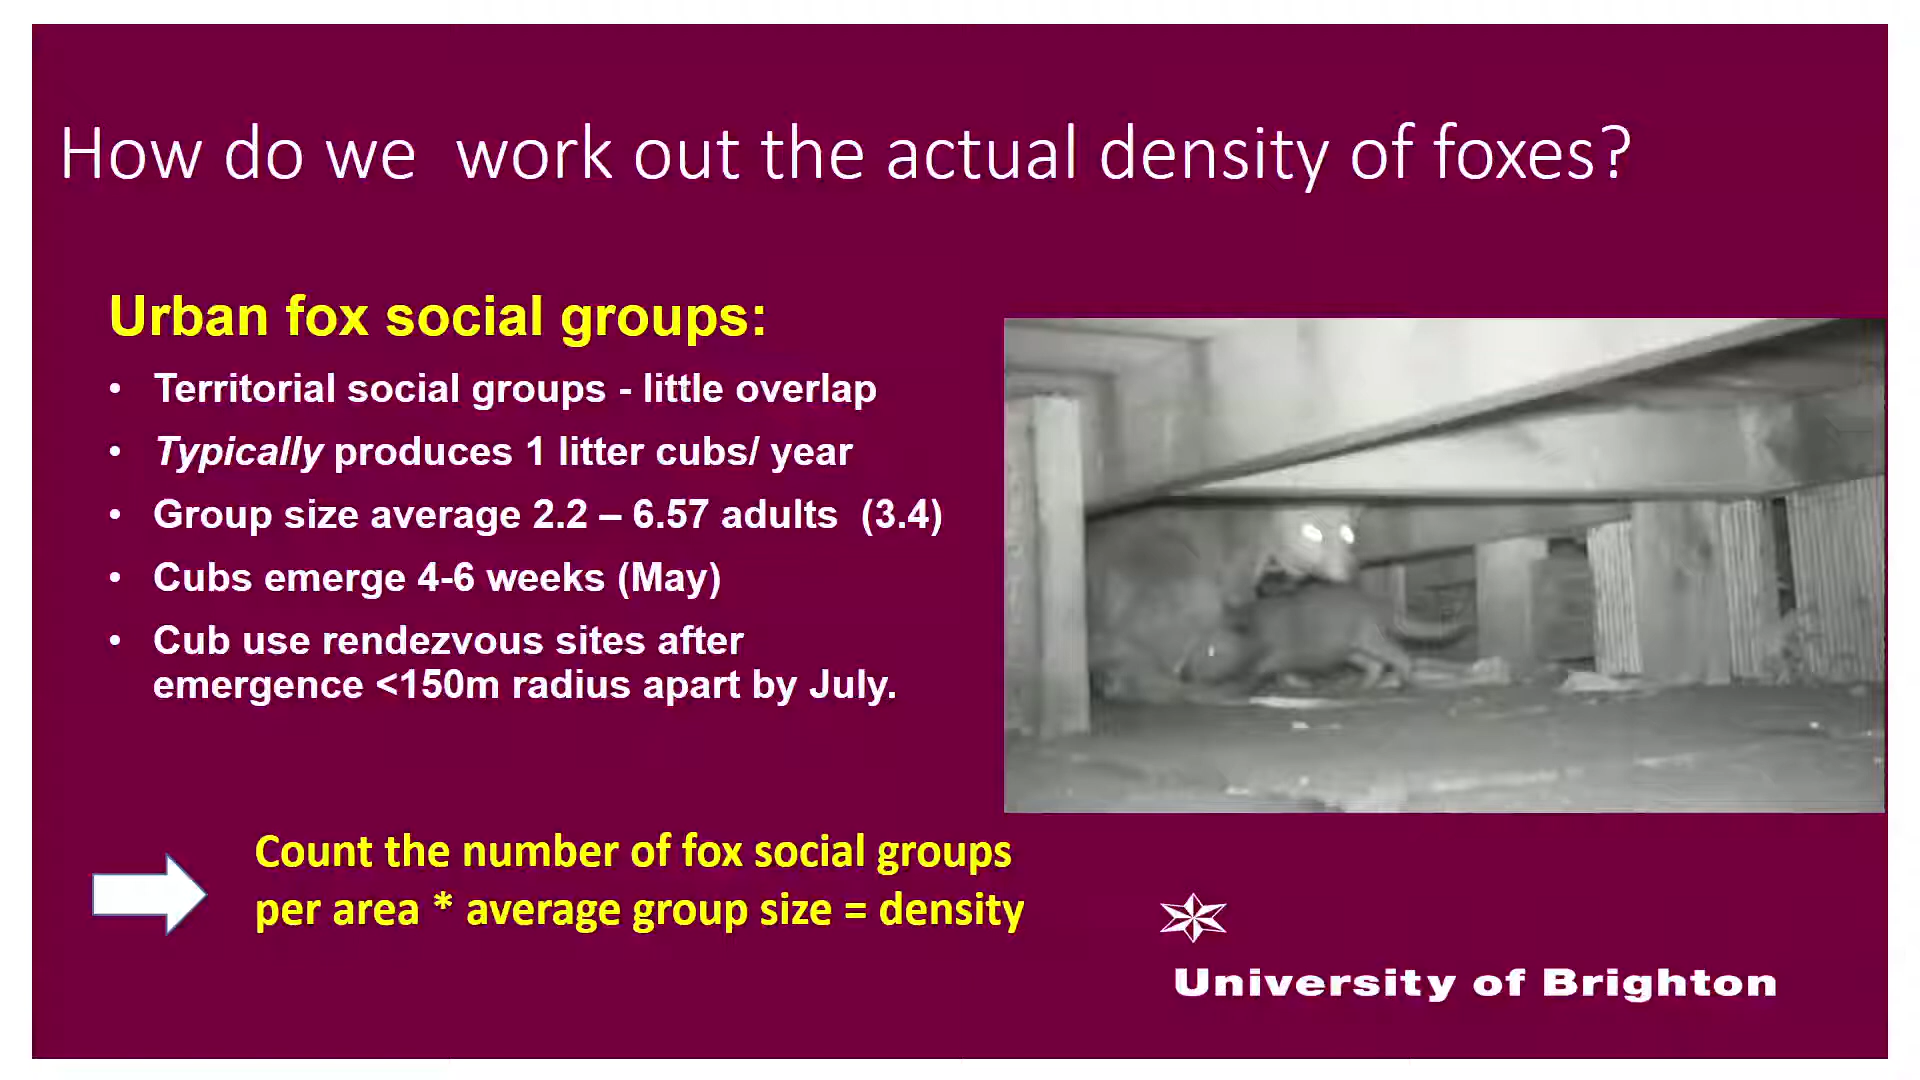 How do we  work out the actual density of foxes?
Urban fox social groups:
• Territorial social groups - little overlap
• Typically produces 1 litter cubs/ year
• Group size average 2.2 – 6.57 adults  (3.4)
• Cubs emerge 4-6 weeks (May)
• Cub use rendezvous sites after
emergence <150m radius apart by July.
Count the number of fox social groups
per area * average group size = density
University of Brighton